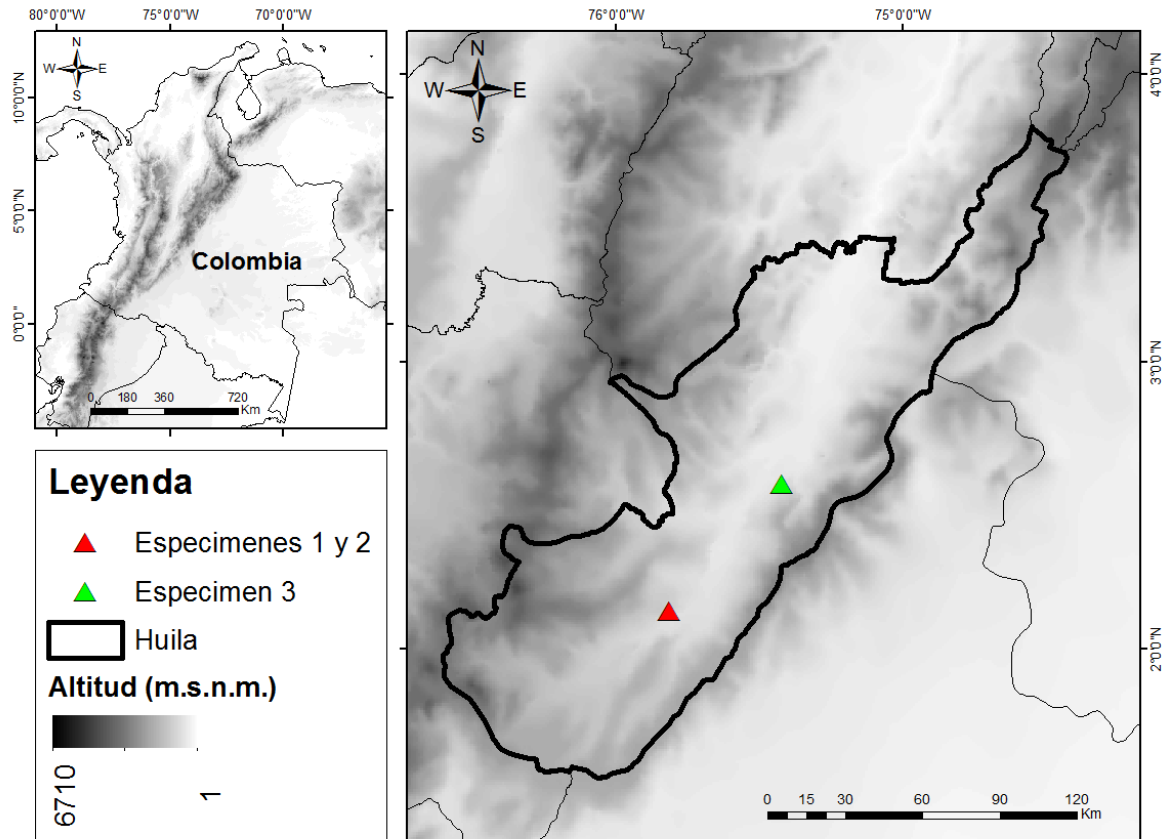 80°0'0"W 75°0'0"W 70°0'0"W
N
W E
S
10°0'0"N
5°0'0"N
0°0'0"
Colombia
0 180 360 720
Km
Leyenda
Especimenes 1 y 2
Especimen 3
Huila
Altitud (m.s.n.m.)
6710
1
76°0'0"W 75°0'0"W
N
W E
S
4°0'0"N
3°0'0"N
2°0'0"N
0 15 30 60 90 120
Km